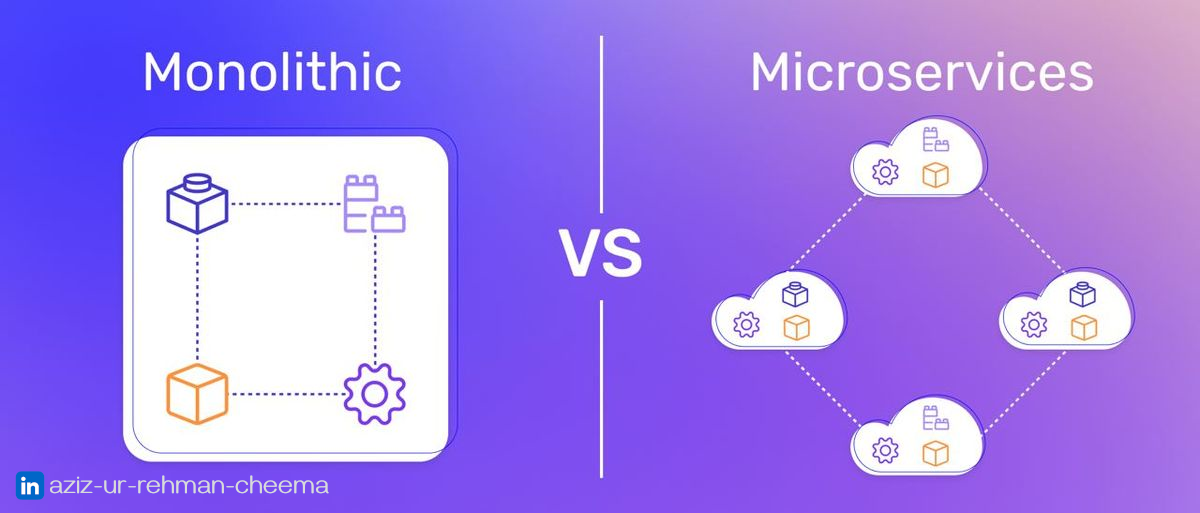 Monolithic
VS
Microservices
in aziz-ur-rehman-cheema